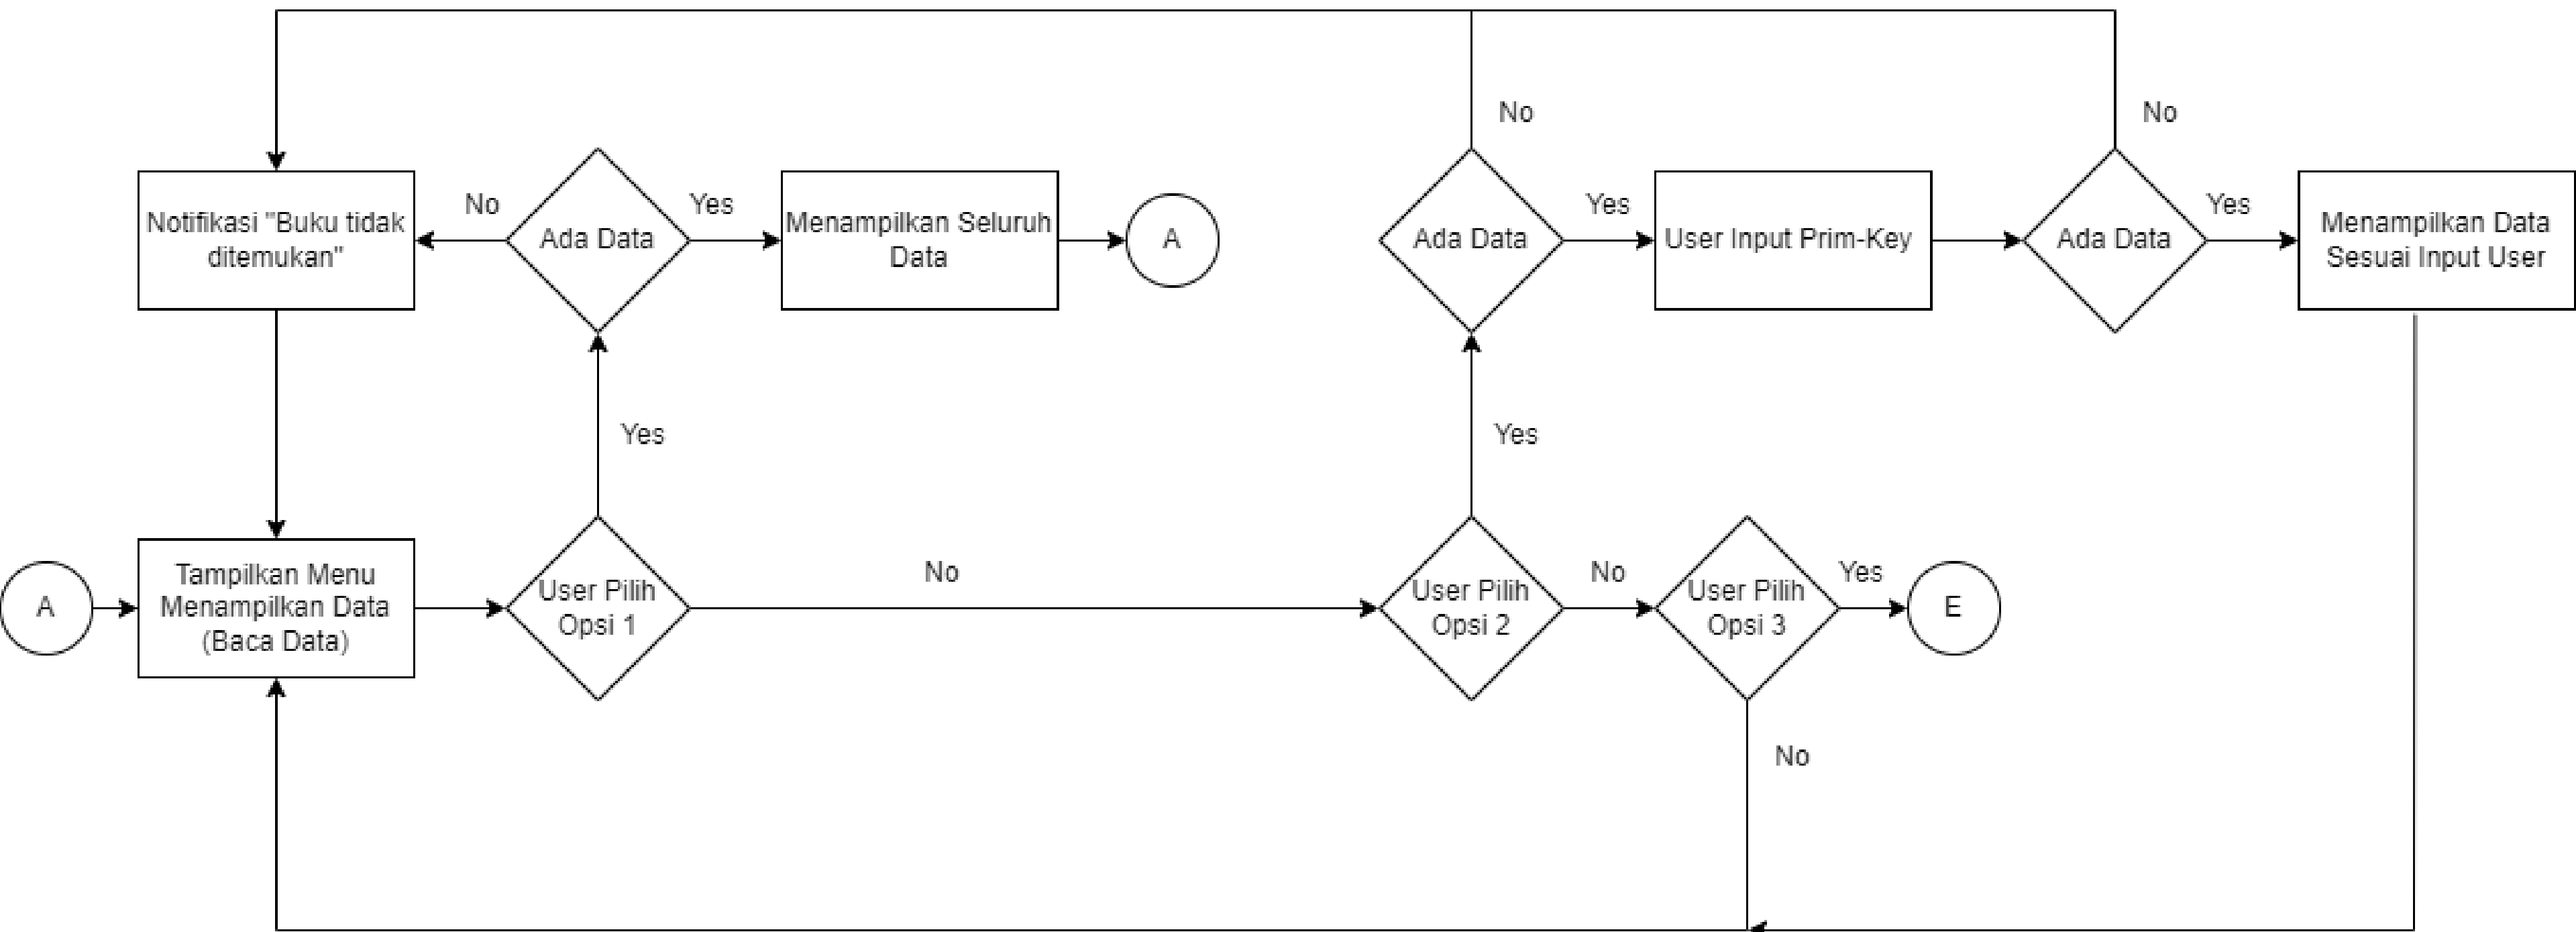 No
No
Notifikasi "Buku tidak
ditemukan"
No
Ada Data
Yes
Menampilkan Seluruh
Data
A
Ada Data
Yes
User Input Prim-Key
Ada Data
Yes
Menampilkan Data
Sesuai Input User
Yes
Yes
A
Tampilkan Menu
Menampilkan Data
(Baca Data)
User Pilih
Opsi 1
No
User Pilih
Opsi 2
No
User Pilih
Opsi 3
Yes
E
No